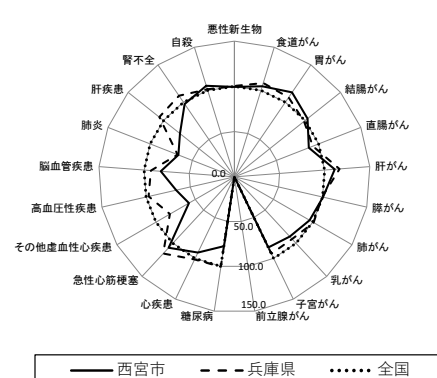 悪性新生物
食道がん
胃がん
結腸がん
直腸がん
肝がん
膵がん
肺がん
乳がん
子宮がん
前立腺がん
糖尿病
心疾患
急性心筋梗塞
その他虚血性心疾患
高血圧性疾患
脳血管疾患
肺炎
肝疾患
腎不全
自殺
0.0
50.0
100.0
150.0
西宮市 兵庫県 全国